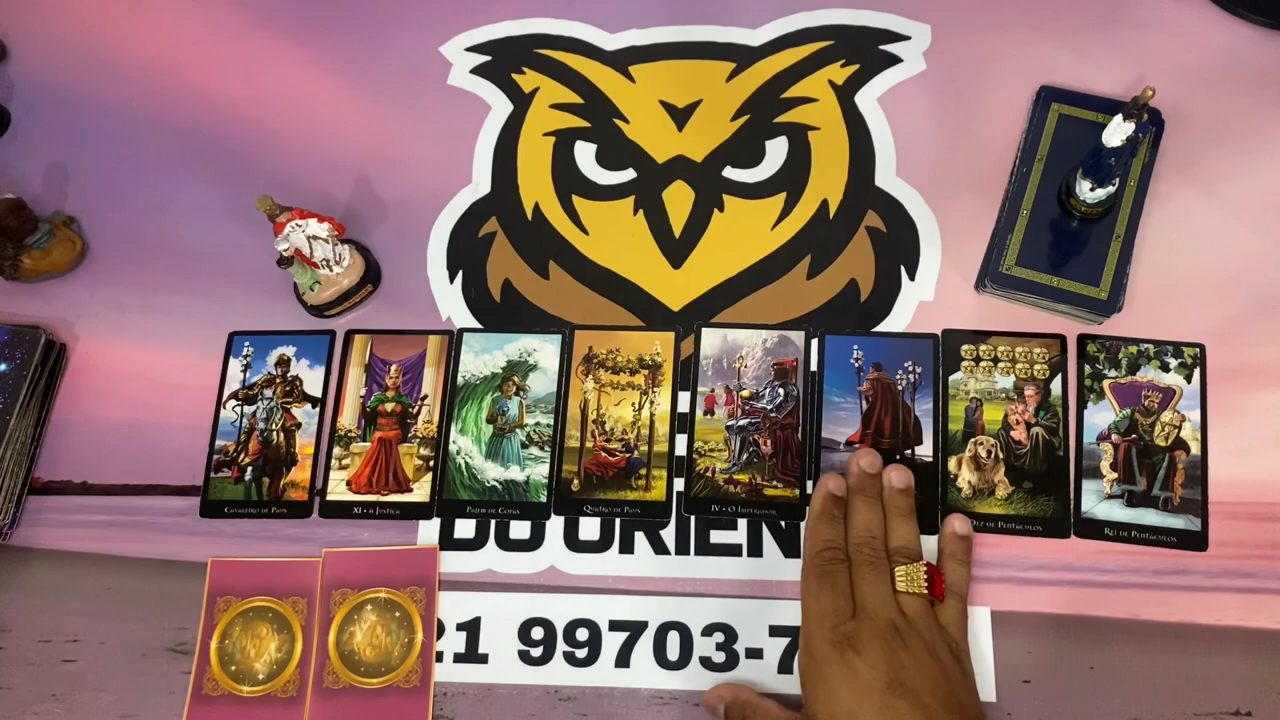 CAVALEIRO DE PAUS
XI • A JUSTIÇA
PAJEM DE COPAS
QUATRO DE PAUS
IV • O IMPERADOR
DEZ DE PENTÁCULOS
REI DE PENTÁCULOS
DO ORIEN
21 99703-7